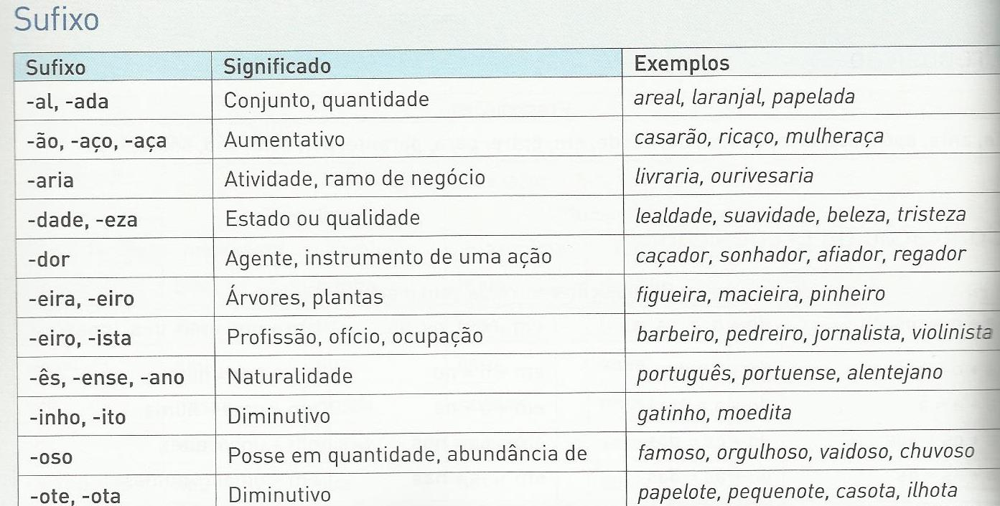 Sufixo
Sufixo Significado Exemplos
-al, -ada Conjunto, quantidade areal, laranjal, papelada
-ão, -aço, -aça Aumentativo casarão, ricaço, mulheraça
-aria Atividade, ramo de negócio livraria, ourivesaria
-dade, -eza Estado ou qualidade lealdade, suavidade, beleza, tristeza
-dor Agente, instrumento de uma ação caçador, sonhador, afiador, regador
-eira, -eiro Árvores, plantas figueira, macieira, pinheiro
-eiro, -ista Profissão, ofício, ocupação barbeiro, pedreiro, jornalista, violinista
-ês, -ense, -ano Naturalidade português, portuense, alentejano
-inho, -ito Diminutivo gatinho, moedita
-oso Posse em quantidade, abundância de famoso, orgulhoso, vaidoso, chuvoso
-ote, -ota Diminutivo papelote, pequenote, casota, ilhota